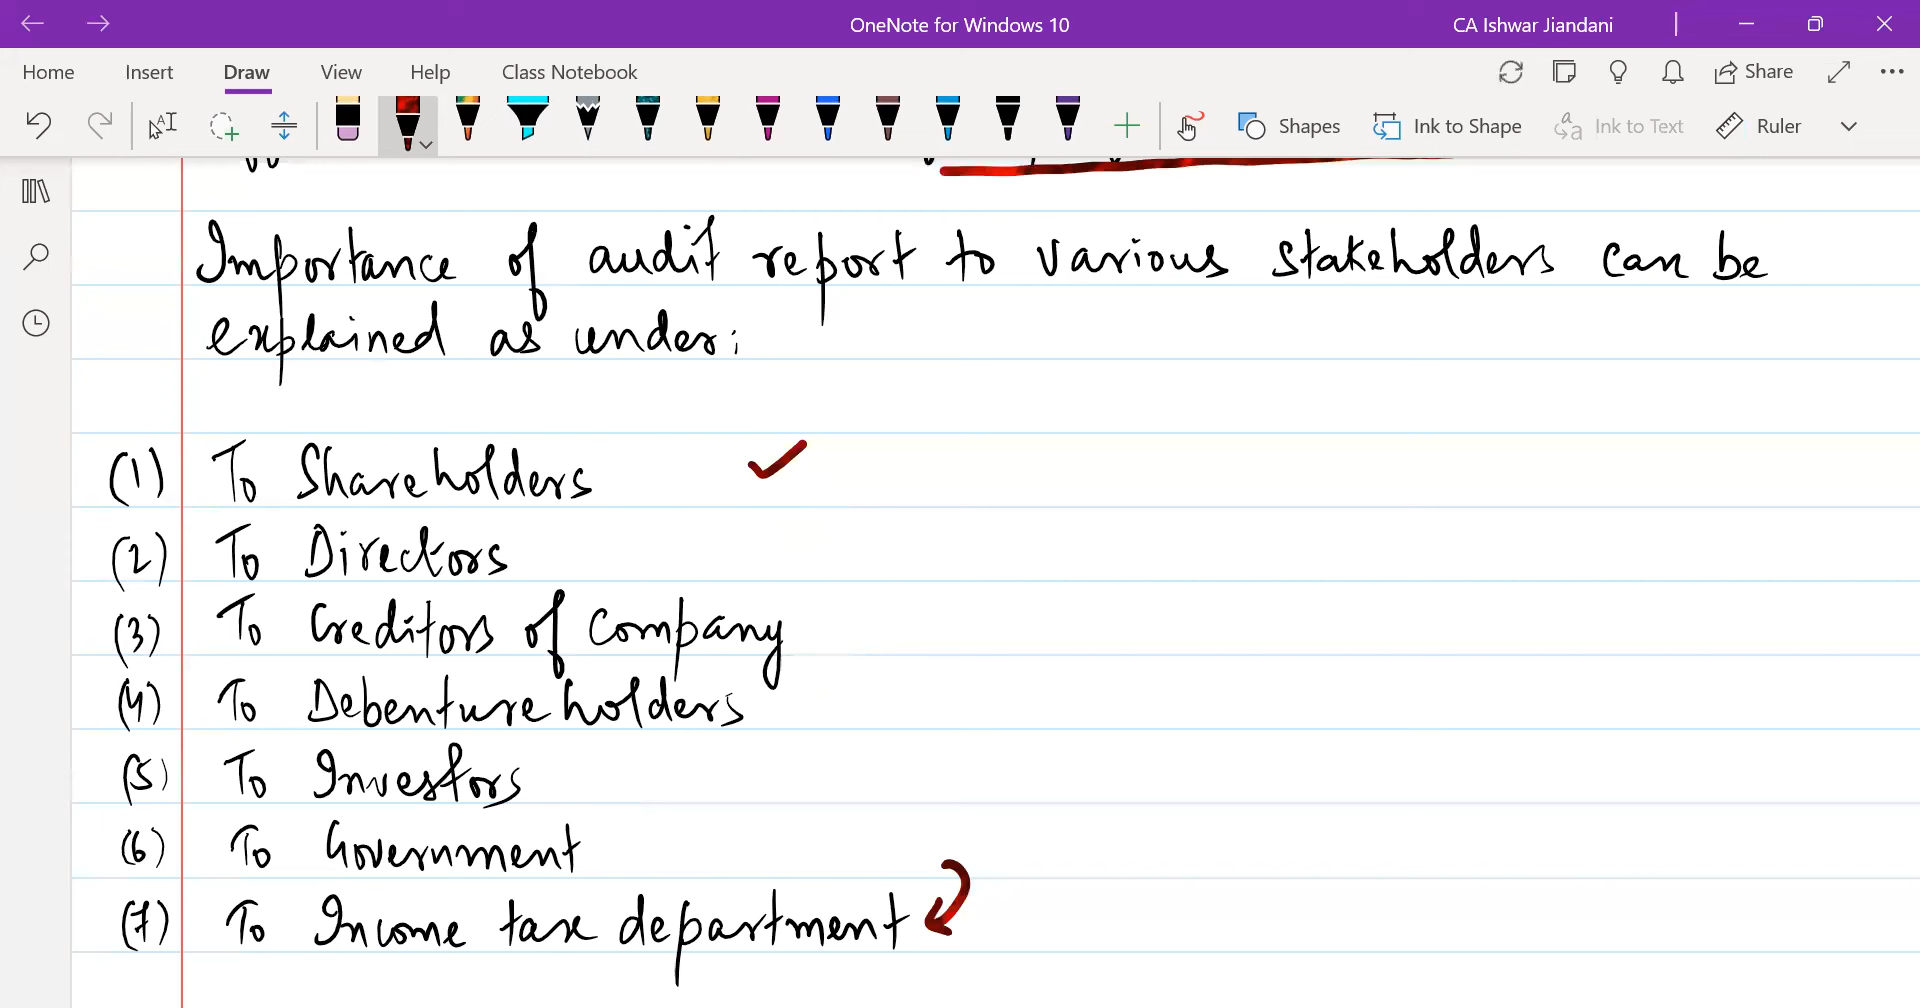 OneNote for Windows 10 CA Ishwar Jiandani
Home Insert Draw View Help Class Notebook Share
Shapes Ink to Shape Ink to Text Ruler
Importance of audit report to various stakeholders can be
explained as under:
(1) To Shareholders
(2) To Directors
(3) To Creditors of Company
(4) To Debenture holders
(5) To Investors
(6) To Government
(7) To Income tax department